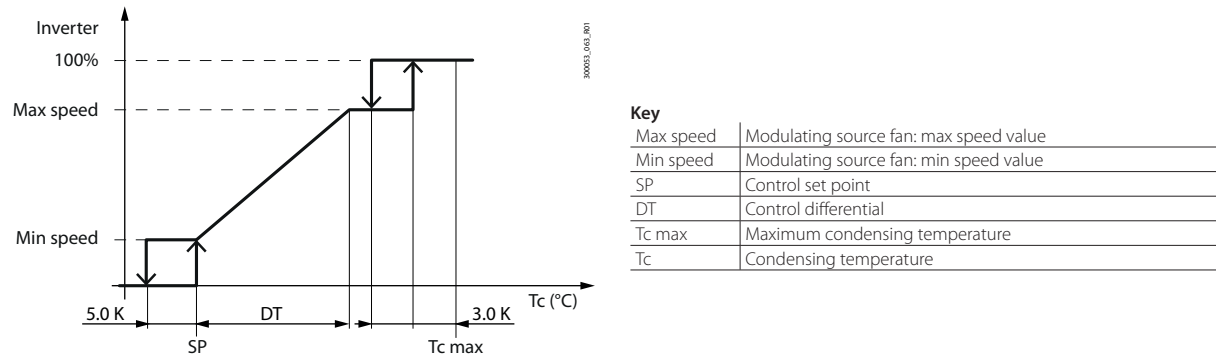 Inverter
100%
Max speed
Min speed
Tc (°C)
5.0 K
DT
3.0 K
SP
Tc max
300053_063_R01
Key
Max speed Modulating source fan: max speed value
Min speed Modulating source fan: min speed value
SP Control set point
DT Control differential
Tc max Maximum condensing temperature
Tc Condensing temperature